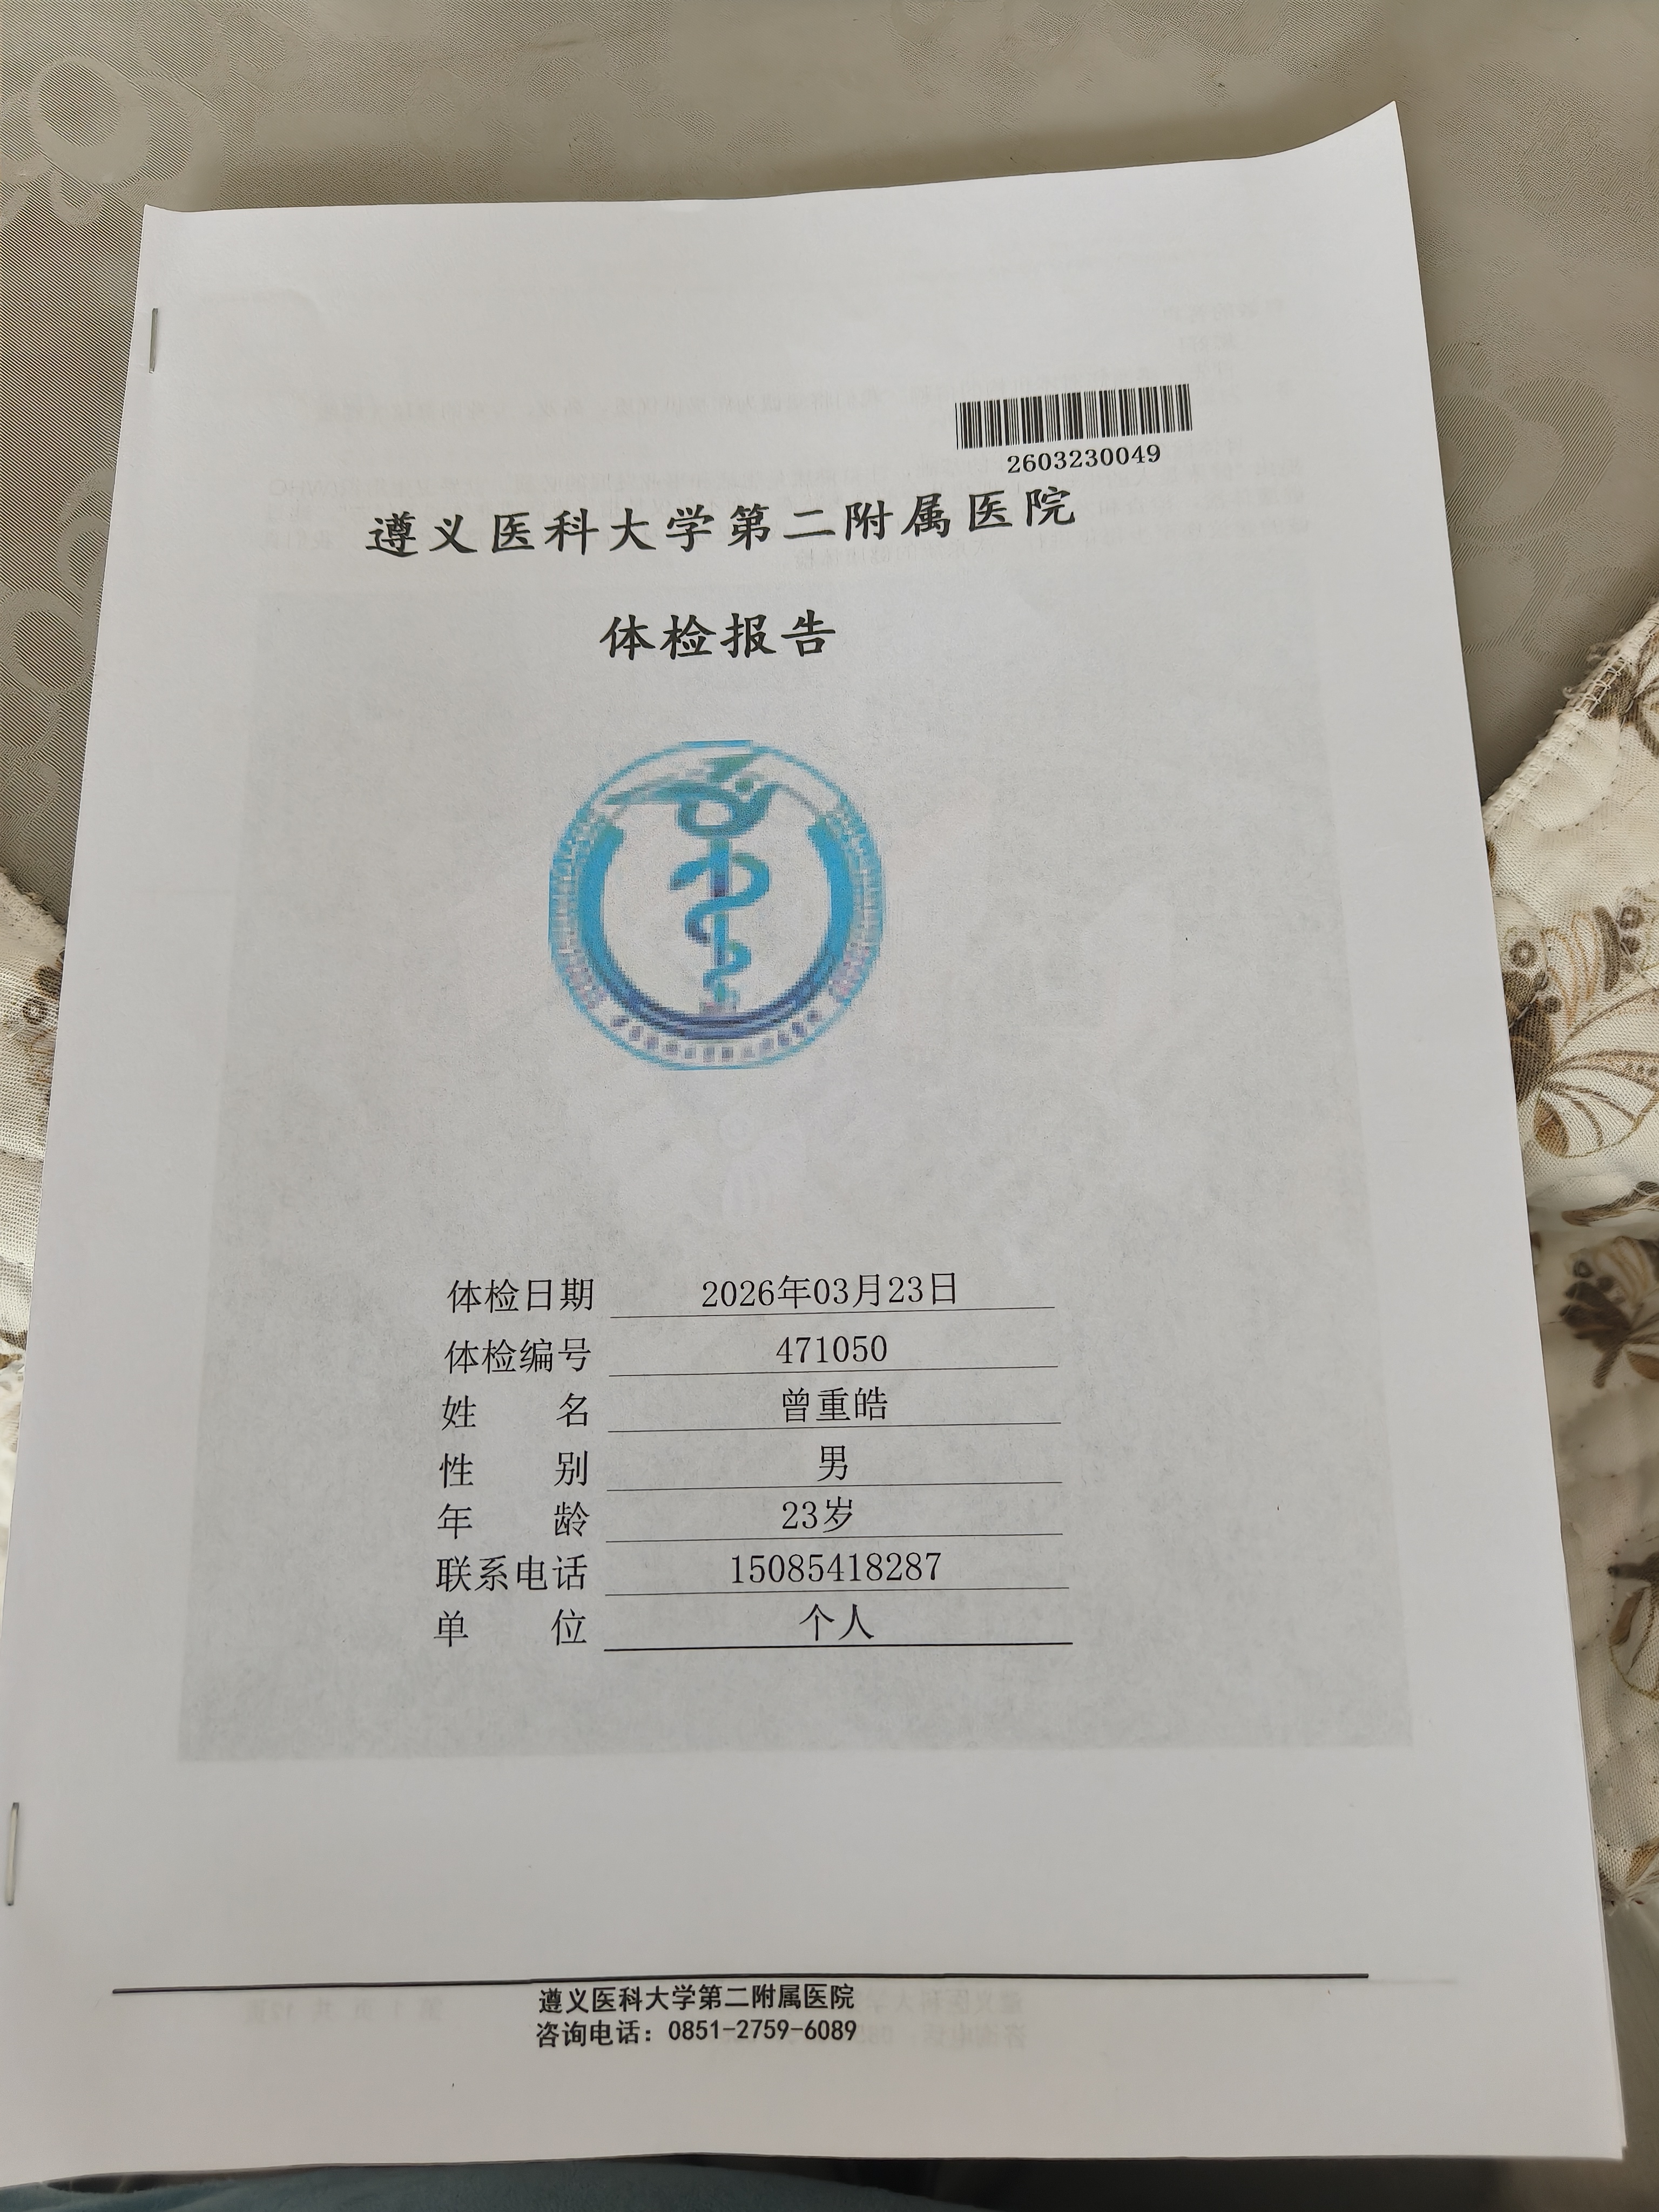 2603230049
遵义医科大学第二附属医院
体检报告
体检日期 2026年03月23日
体检编号 471050
姓 名 曾重皓
性 别 男
年 龄 23岁
联系电话 15085418287
单 位 个人
遵义医科大学第二附属医院
咨询电话：0851-2759-6089